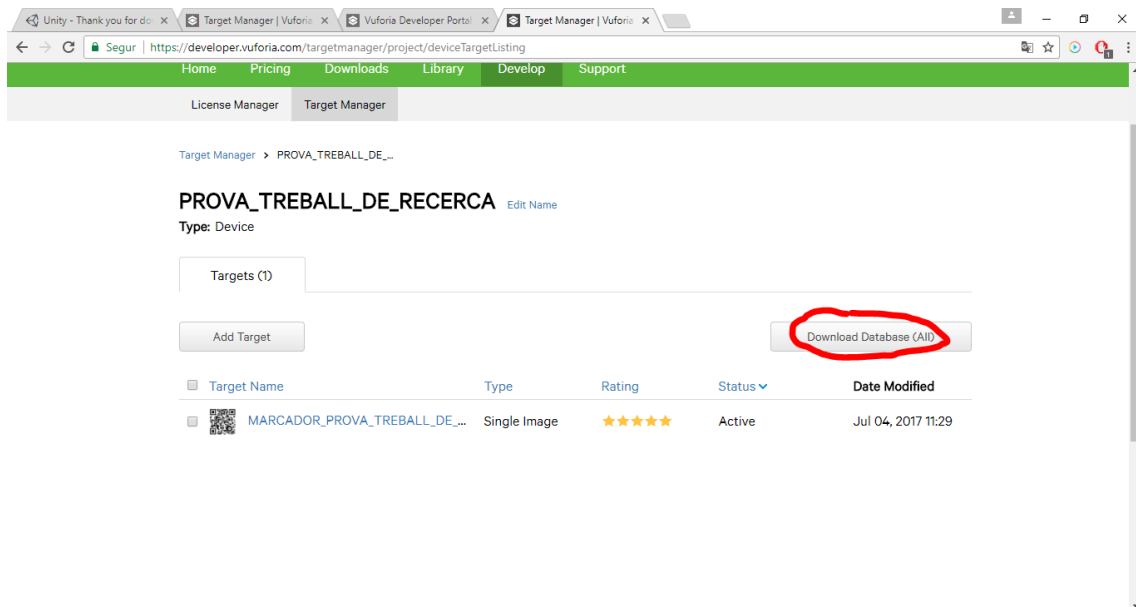 Unity - Thank you for do
Target Manager | Vuforia
Vuforia Developer Portal
Target Manager | Vuforia
Segur https://developer.vuforia.com/targetmanager/project/deviceTargetListing
1
Home Pricing Downloads Library Develop Support
License Manager Target Manager
Target Manager > PROVA_TREBALL_DE_...
PROVA_TREBALL_DE_RECERCA Edit Name
Type: Device
Targets (1)
Add Target Download Database (All)
Target Name Type Rating Status Date Modified
MARCADOR_PROVA_TREBALL_DE_... Single Image Active Jul 04, 2017 11:29